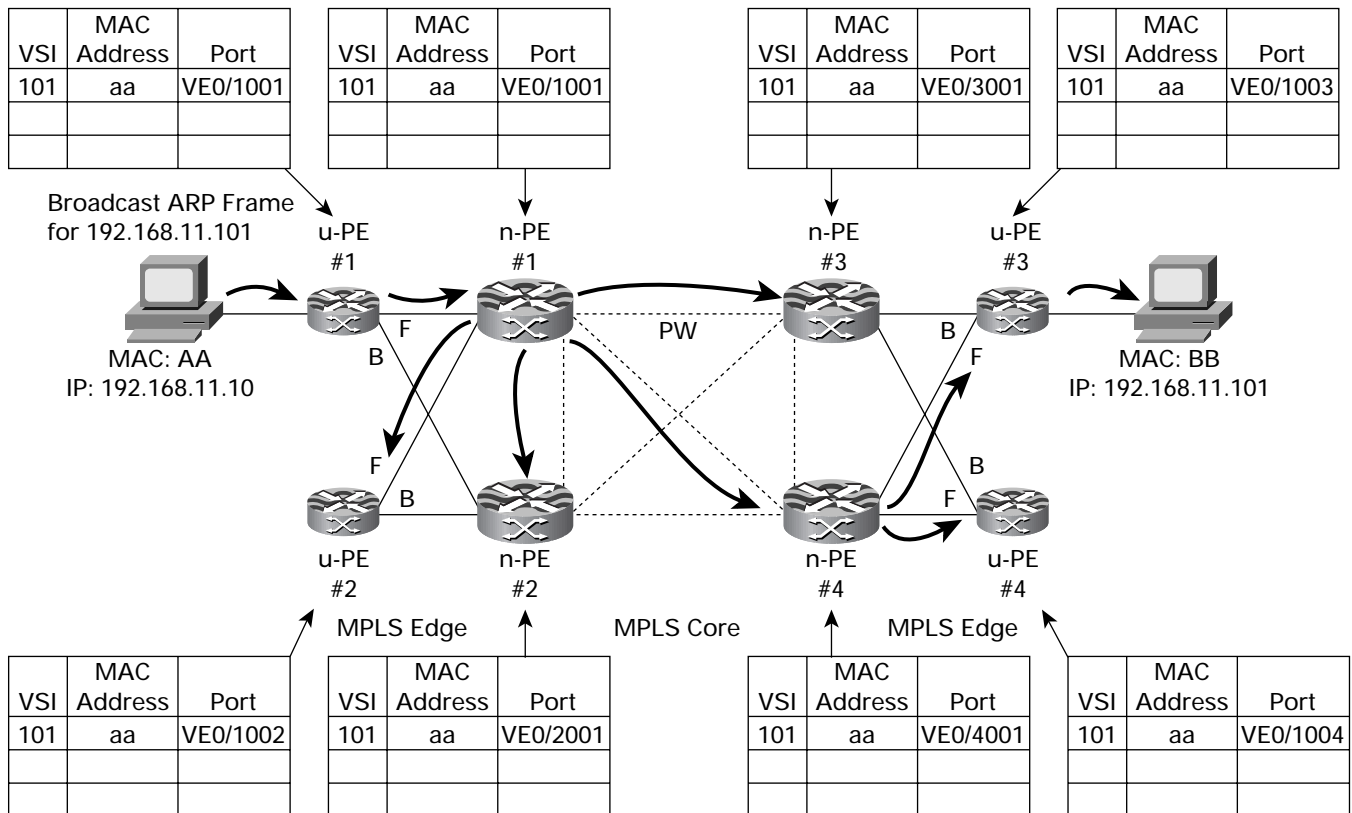 VSI MAC Address Port
101 aa VE0/1001
VSI MAC Address Port
101 aa VE0/1001
VSI MAC Address Port
101 aa VE0/3001
VSI MAC Address Port
101 aa VE0/1003
Broadcast ARP Frame
for 192.168.11.101
u-PE
#1
n-PE
#1
n-PE
#3
u-PE
#3
F
B
PW
B
F
MAC: AA
IP: 192.168.11.10
MAC: BB
IP: 192.168.11.101
F
B
B
F
u-PE
#2
n-PE
#2
n-PE
#4
u-PE
#4
MPLS Edge
MPLS Core
MPLS Edge
VSI MAC Address Port
101 aa VE0/1002
VSI MAC Address Port
101 aa VE0/2001
VSI MAC Address Port
101 aa VE0/4001
VSI MAC Address Port
101 aa VE0/1004